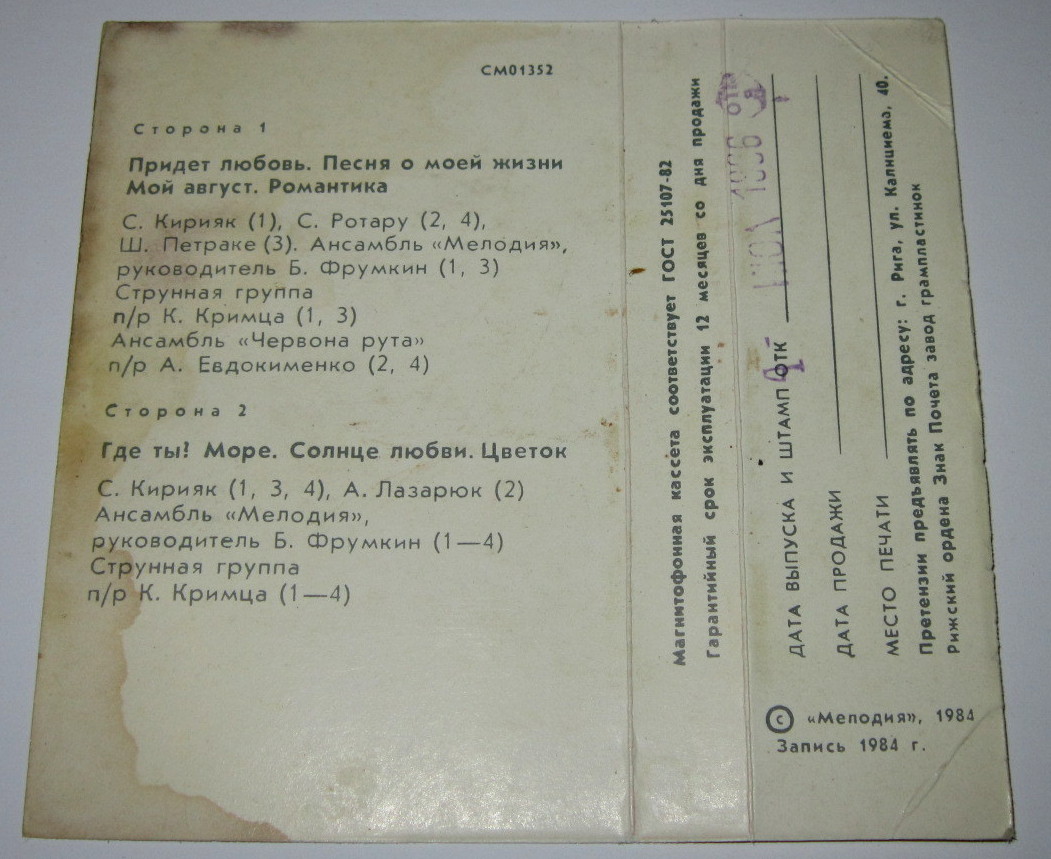 СМ01352
Сторона 1
Придет любовь. Песня о моей жизни
Мой август. Романтика
С. Кирияк (1), С. Ротару (2, 4),
Ш. Петраке (3). Ансамбль «Мелодия»,
руководитель Б. Фрумкин (1, 3)
Струнная группа
п/р К. Кримца (1, 3)
Ансамбль «Червона рута»
п/р А. Евдокименко (2, 4)
Сторона 2
Где ты? Море. Солнце любви. Цветок
С. Кирияк (1, 3, 4), А. Лазарюк (2)
Ансамбль «Мелодия»,
руководитель Б. Фрумкин (1—4)
Струнная группа
п/р К. Кримца (1—4)
Магнитофонная кассета соответствует ГОСТ 25107-82
Гарантийный срок эксплуатации 12 месяцев со дня продажи
ДАТА ВЫПУСКА И ШТАМП ОТК
ИЮЛ 1986 ОТК
ДАТА ПРОДАЖИ
МЕСТО ПЕЧАТИ
Претензии предъявлять по адресу: г. Рига, ул. Калнциема, 40.
Рижский ордена Знак Почета завод грампластинок
© «Мелодия», 1984
Запись 1984 г.